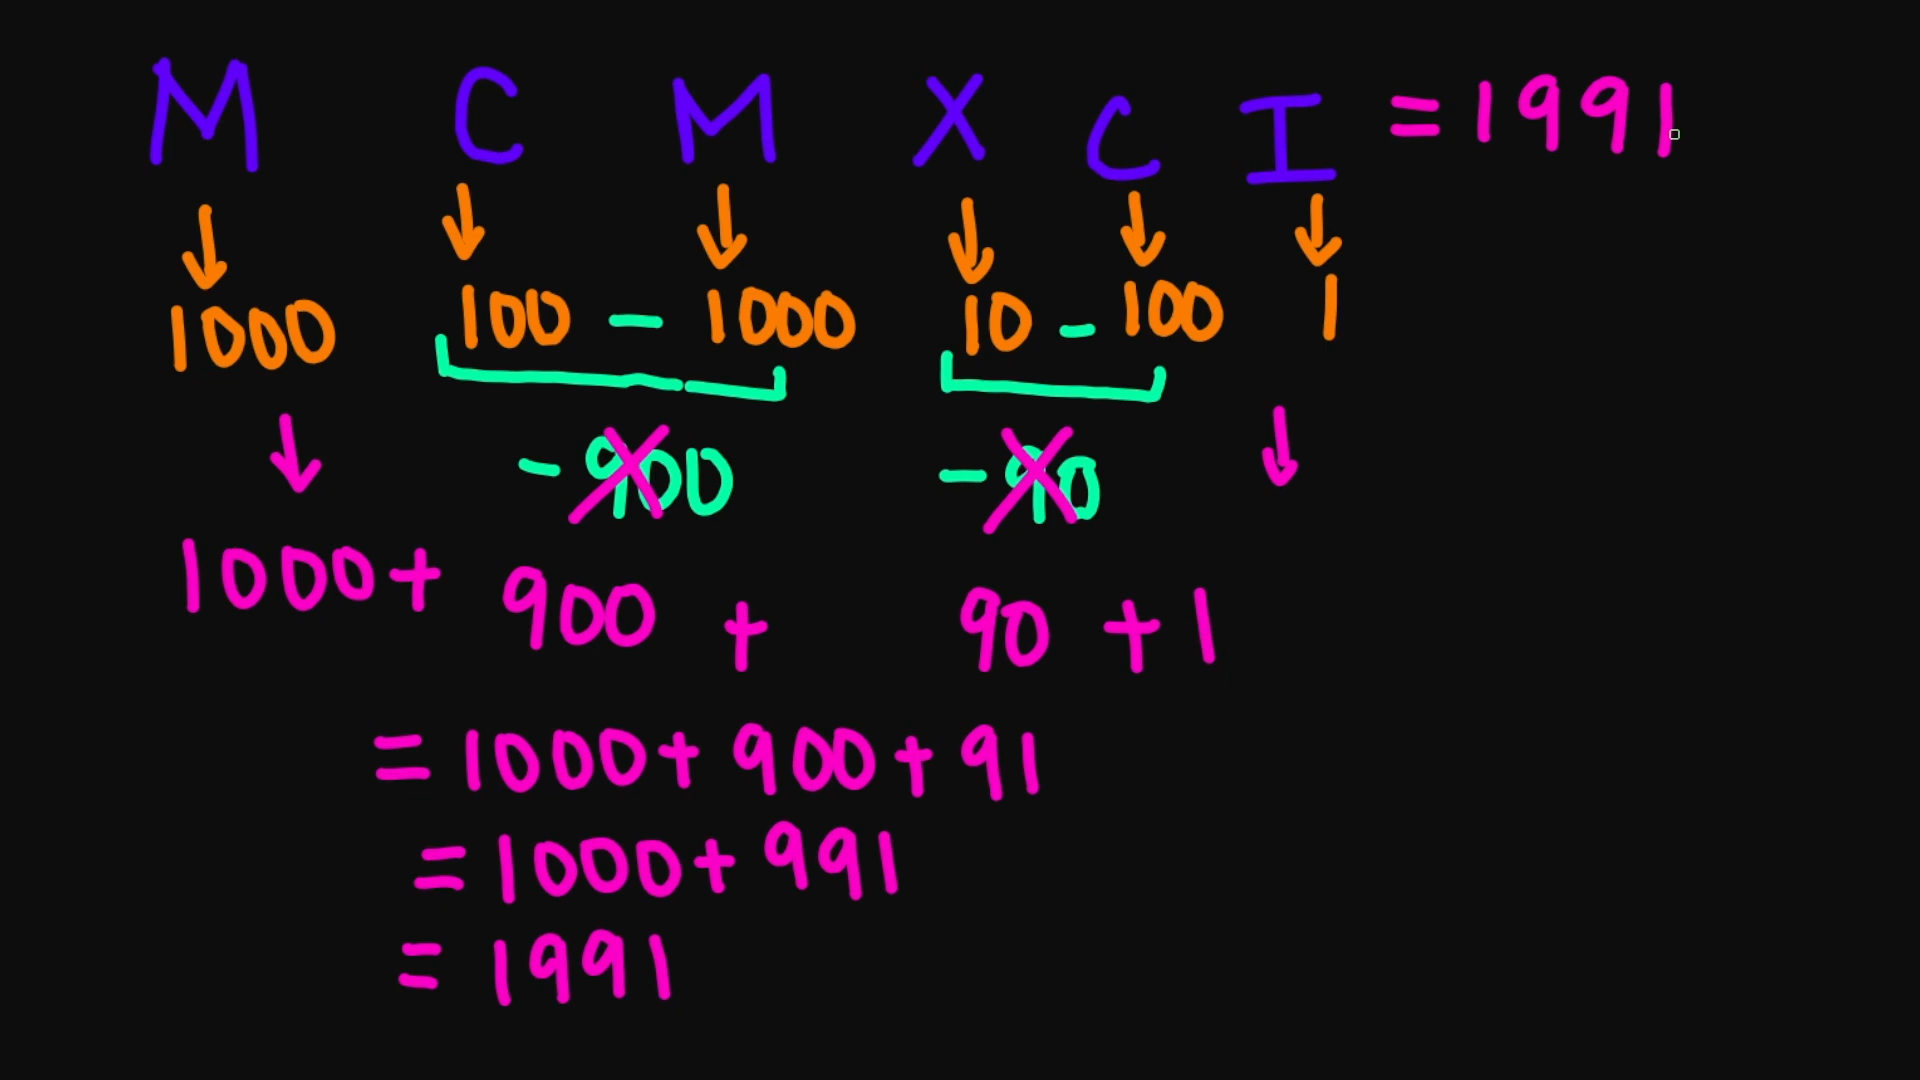 M C M X C I = 1991
1000 100 - 1000 10 - 100 1
- 900 - 90
1000 + 900 + 90 + 1
= 1000 + 900 + 91
= 1000 + 991
= 1991